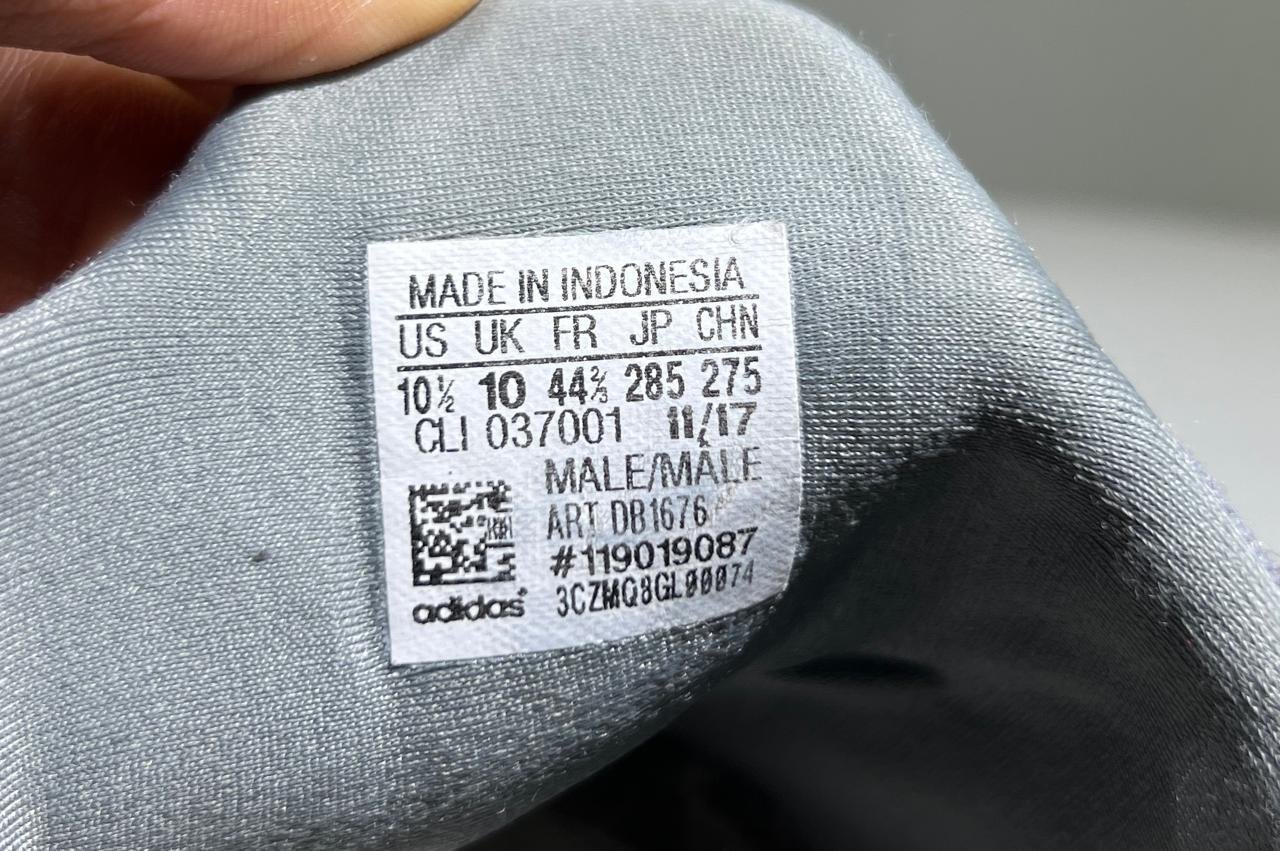 MADE IN INDONESIA
US UK FR JP CHN
10½ 10 44⅔ 285 275
CLI 037001 11/17
MALE/MÂLE
ART DB1676
#119019087
adidas 3CZMQ8GL00074